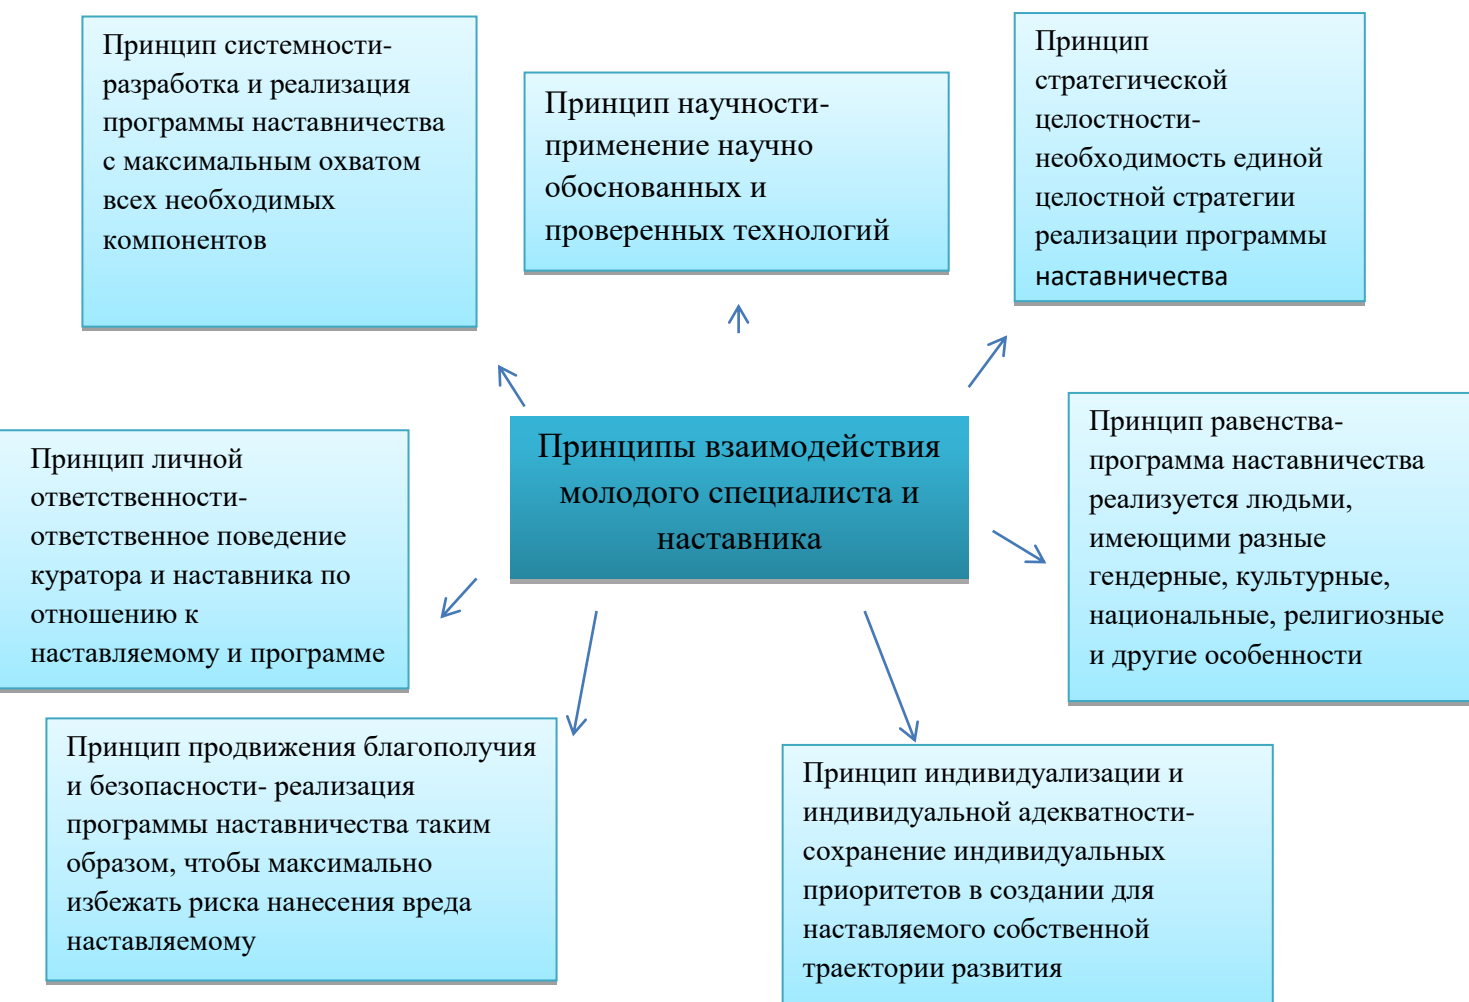 Принцип системности-
разработка и реализация
программы наставничества
с максимальным охватом
всех необходимых
компонентов
Принцип научности-
применение научно
обоснованных и
проверенных технологий
Принцип
стратегической
целостности-
необходимость единой
целостной стратегии
реализации программы
наставничества
Принцип личной
ответственности-
ответственное поведение
куратора и наставника по
отношению к
наставляемому и программе
Принципы взаимодействия
молодого специалиста и
наставника
Принцип равенства-
программа наставничества
реализуется людьми,
имеющими разные
гендерные, культурные,
национальные, религиозные
и другие особенности
Принцип продвижения благополучия
и безопасности- реализация
программы наставничества таким
образом, чтобы максимально
избежать риска нанесения вреда
наставляемому
Принцип индивидуализации и
индивидуальной адекватности-
сохранение индивидуальных
приоритетов в создании для
наставляемого собственной
траектории развития